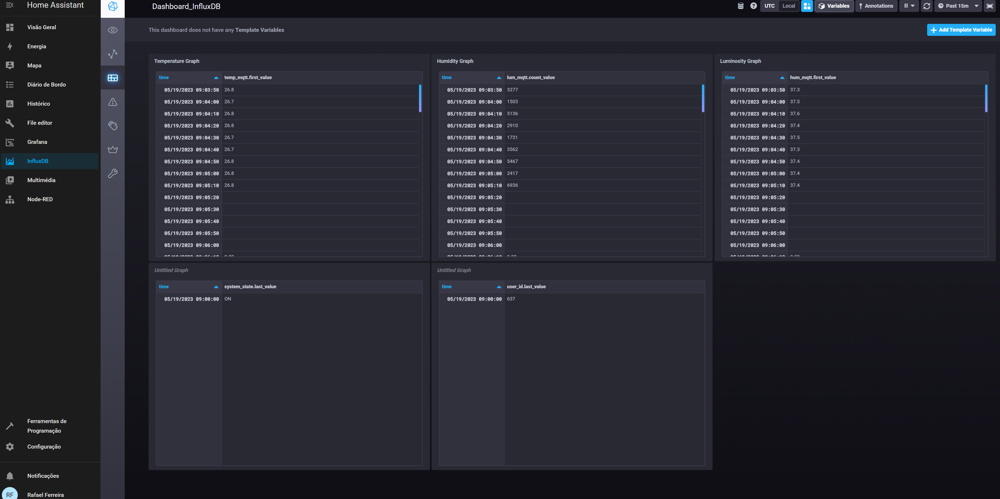 Home Assistant
Visão Geral
Energia
Mapa
Diário de Bordo
Histórico
File editor
Grafana
InfluxDB
Multimédia
Node-RED
Ferramentas de
Programação
Configuração
Notificações
RF Rafael Ferreira
Dashboard_InfluxDB
UTC Local Variables Annotations Past 15m
This dashboard does not have any Template Variables
Add Template Variable
Temperature Graph
time temp_mqtt.first_value
05/19/2023 09:03:50 26.8
05/19/2023 09:04:00 26.7
05/19/2023 09:04:10 26.8
05/19/2023 09:04:20 26.8
05/19/2023 09:04:30 26.7
05/19/2023 09:04:40 26.7
05/19/2023 09:04:50 26.8
05/19/2023 09:05:00 26.8
05/19/2023 09:05:10 26.8
05/19/2023 09:05:20
05/19/2023 09:05:30
05/19/2023 09:05:40
05/19/2023 09:05:50
05/19/2023 09:06:00
Humidity Graph
time lum_mqtt.count_value
05/19/2023 09:03:50 3277
05/19/2023 09:04:00 1503
05/19/2023 09:04:10 5136
05/19/2023 09:04:20 2910
05/19/2023 09:04:30 1731
05/19/2023 09:04:40 3562
05/19/2023 09:04:50 5467
05/19/2023 09:05:00 2417
05/19/2023 09:05:10 6936
05/19/2023 09:05:20
05/19/2023 09:05:30
05/19/2023 09:05:40
05/19/2023 09:05:50
05/19/2023 09:06:00
Luminosity Graph
time hum_mqtt.first_value
05/19/2023 09:03:50 37.3
05/19/2023 09:04:00 37.5
05/19/2023 09:04:10 37.6
05/19/2023 09:04:20 37.4
05/19/2023 09:04:30 37.5
05/19/2023 09:04:40 37.3
05/19/2023 09:04:50 37.4
05/19/2023 09:05:00 37.4
05/19/2023 09:05:10 37.4
05/19/2023 09:05:20
05/19/2023 09:05:30
05/19/2023 09:05:40
05/19/2023 09:05:50
05/19/2023 09:06:00
Untitled Graph
time system_state.last_value
05/19/2023 09:00:00 ON
Untitled Graph
time user_id.last_value
05/19/2023 09:00:00 637